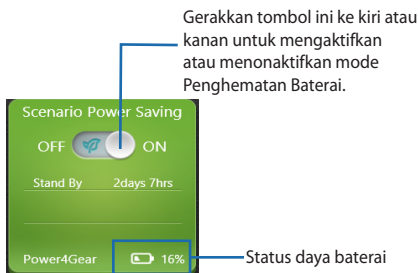 Gerakkan tombol ini ke kiri atau
kanan untuk mengaktifkan
atau menonaktifkan mode
Penghematan Baterai.
Scenario Power Saving
OFF ON
Stand By 2days 7hrs
Power4Gear 16%
Status daya baterai